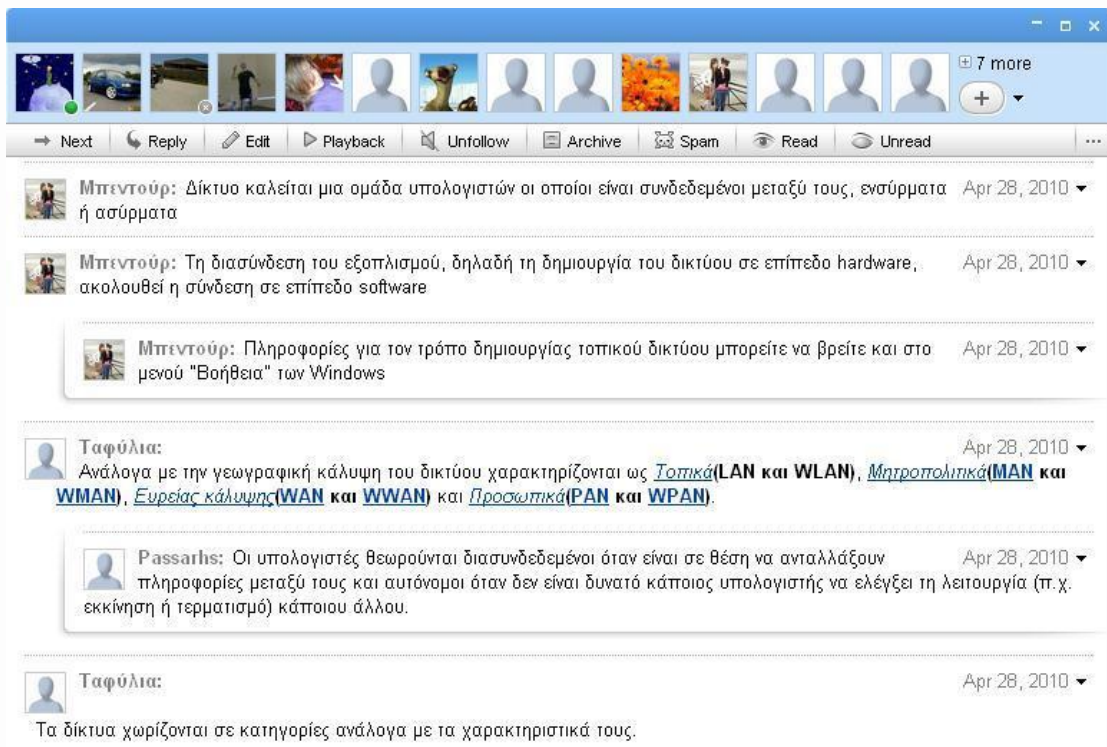 7 more
Next Reply Edit Playback Unfollow Archive Spam Read Unread ...
Μπεντούρ: Δίκτυο καλείται μια ομάδα υπολογιστών οι οποίοι είναι συνδεδεμένοι μεταξύ τους, ενσύρματα Apr 28, 2010
ή ασύρματα
Μπεντούρ: Τη διασύνδεση του εξοπλισμού, δηλαδή τη δημιουργία του δικτύου σε επίπεδο hardware, Apr 28, 2010
ακολουθεί η σύνδεση σε επίπεδο software
Μπεντούρ: Πληροφορίες για τον τρόπο δημιουργίας τοπικού δικτύου μπορείτε να βρείτε και στο Apr 28, 2010
μενού "Βοήθεια" των Windows
Ταφύλια: Apr 28, 2010
Ανάλογα με την γεωγραφική κάλυψη του δικτύου χαρακτηρίζονται ως Τοπικά(LAN και WLAN), Μητροπολιτικά(MAN και
WMAN), Ευρείας κάλυψης(WAN και WWAN) και Προσωπικά(PAN και WPAN).
Passarhs: Οι υπολογιστές θεωρούνται διασυνδεδεμένοι όταν είναι σε θέση να ανταλλάξουν Apr 28, 2010
πληροφορίες μεταξύ τους και αυτόνομοι όταν δεν είναι δυνατό κάποιος υπολογιστής να ελέγξει τη λειτουργία (π.χ.
εκκίνηση ή τερματισμό) κάποιου άλλου.
Ταφύλια: Apr 28, 2010
Τα δίκτυα χωρίζονται σε κατηγορίες ανάλογα με τα χαρακτηριστικά τους.